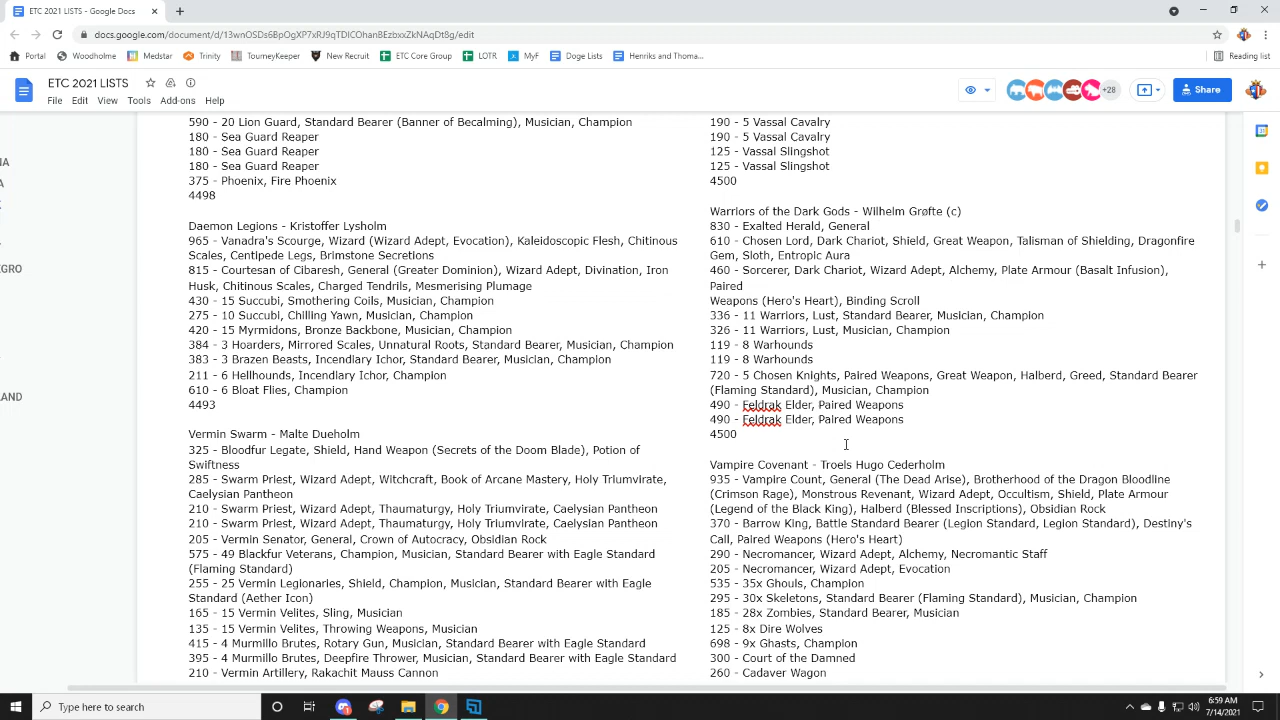 ETC 2021 LISTS - Google Docs
docs.google.com/document/d/13wnOSDs6BpOgXP7xRJ9qTDICOhanBEzbxxZkNAqDt8g/edit
Portal Woodholme Medstar Trinity TourneyKeeper New Recruit ETC Core Group LOTR MyF Doge Lists Henriks and Thoma... Reading list
ETC 2021 LISTS
File Edit View Tools Add-ons Help
+28
Share
NA
A
EGRO
LAND
590 - 20 Lion Guard, Standard Bearer (Banner of Becalming), Musician, Champion
180 - Sea Guard Reaper
180 - Sea Guard Reaper
180 - Sea Guard Reaper
375 - Phoenix, Fire Phoenix
4498
Daemon Legions - Kristoffer Lysholm
965 - Vanadra's Scourge, Wizard (Wizard Adept, Evocation), Kaleidoscopic Flesh, Chitinous
Scales, Centipede Legs, Brimstone Secretions
815 - Courtesan of Cibaresh, General (Greater Dominion), Wizard Adept, Divination, Iron
Husk, Chitinous Scales, Charged Tendrils, Mesmerising Plumage
430 - 15 Succubi, Smothering Coils, Musician, Champion
275 - 10 Succubi, Chilling Yawn, Musician, Champion
420 - 15 Myrmidons, Bronze Backbone, Musician, Champion
384 - 3 Hoarders, Mirrored Scales, Unnatural Roots, Standard Bearer, Musician, Champion
383 - 3 Brazen Beasts, Incendiary Ichor, Standard Bearer, Musician, Champion
211 - 6 Hellhounds, Incendiary Ichor, Champion
610 - 6 Bloat Flies, Champion
4493
Vermin Swarm - Malte Dueholm
325 - Bloodfur Legate, Shield, Hand Weapon (Secrets of the Doom Blade), Potion of
Swiftness
285 - Swarm Priest, Wizard Adept, Witchcraft, Book of Arcane Mastery, Holy Triumvirate,
Caelysian Pantheon
210 - Swarm Priest, Wizard Adept, Thaumaturgy, Holy Triumvirate, Caelysian Pantheon
210 - Swarm Priest, Wizard Adept, Thaumaturgy, Holy Triumvirate, Caelysian Pantheon
205 - Vermin Senator, General, Crown of Autocracy, Obsidian Rock
575 - 49 Blackfur Veterans, Champion, Musician, Standard Bearer with Eagle Standard
(Flaming Standard)
255 - 25 Vermin Legionaries, Shield, Champion, Musician, Standard Bearer with Eagle
Standard (Aether Icon)
165 - 15 Vermin Velites, Sling, Musician
135 - 15 Vermin Velites, Throwing Weapons, Musician
415 - 4 Murmillo Brutes, Rotary Gun, Musician, Standard Bearer with Eagle Standard
395 - 4 Murmillo Brutes, Deepfire Thrower, Musician, Standard Bearer with Eagle Standard
210 - Vermin Artillery, Rakachit Mauss Cannon
190 - 5 Vassal Cavalry
190 - 5 Vassal Cavalry
125 - Vassal Slingshot
125 - Vassal Slingshot
4500
Warriors of the Dark Gods - Wilhelm Grøfte (c)
830 - Exalted Herald, General
610 - Chosen Lord, Dark Chariot, Shield, Great Weapon, Talisman of Shielding, Dragonfire
Gem, Sloth, Entropic Aura
460 - Sorcerer, Dark Chariot, Wizard Adept, Alchemy, Plate Armour (Basalt Infusion),
Paired
Weapons (Hero's Heart), Binding Scroll
336 - 11 Warriors, Lust, Standard Bearer, Musician, Champion
326 - 11 Warriors, Lust, Musician, Champion
119 - 8 Warhounds
119 - 8 Warhounds
720 - 5 Chosen Knights, Paired Weapons, Great Weapon, Halberd, Greed, Standard Bearer
(Flaming Standard), Musician, Champion
490 - Feldrak Elder, Paired Weapons
490 - Feldrak Elder, Paired Weapons
4500
Vampire Covenant - Troels Hugo Cederholm
935 - Vampire Count, General (The Dead Arise), Brotherhood of the Dragon Bloodline
(Crimson Rage), Monstrous Revenant, Wizard Adept, Occultism, Shield, Plate Armour
(Legend of the Black King), Halberd (Blessed Inscriptions), Obsidian Rock
370 - Barrow King, Battle Standard Bearer (Legion Standard, Legion Standard), Destiny's
Call, Paired Weapons (Hero's Heart)
290 - Necromancer, Wizard Adept, Alchemy, Necromantic Staff
205 - Necromancer, Wizard Adept, Evocation
535 - 35x Ghouls, Champion
295 - 30x Skeletons, Standard Bearer (Flaming Standard), Musician, Champion
185 - 28x Zombies, Standard Bearer, Musician
125 - 8x Dire Wolves
698 - 9x Ghasts, Champion
300 - Court of the Damned
260 - Cadaver Wagon
Type here to search
6:59 AM
7/14/2021